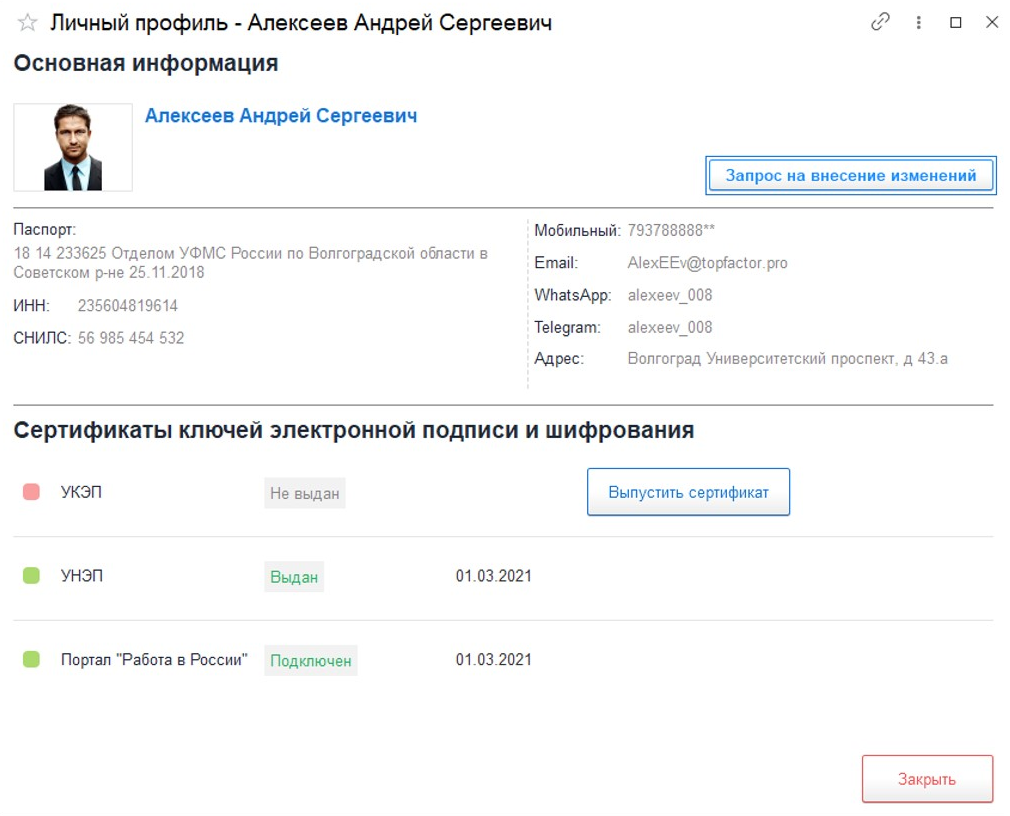 Личный профиль - Алексеев Андрей Сергеевич
Основная информация
Алексеев Андрей Сергеевич
Запрос на внесение изменений
Паспорт:
18 14 233625 Отделом УФМС России по Волгоградской области в
Советском р-не 25.11.2018
ИНН: 235604819614
СНИЛС: 56 985 454 532
Мобильный: 793788888**
Email: AlexEEv@topfactor.pro
WhatsApp: alexeev_008
Telegram: alexeev_008
Адрес: Волгоград Университетский проспект, д 43.а
Сертификаты ключей электронной подписи и шифрования
УКЭП Не выдан Выпустить сертификат
УНЭП Выдан 01.03.2021
Портал "Работа в России" Подключен 01.03.2021
Закрыть